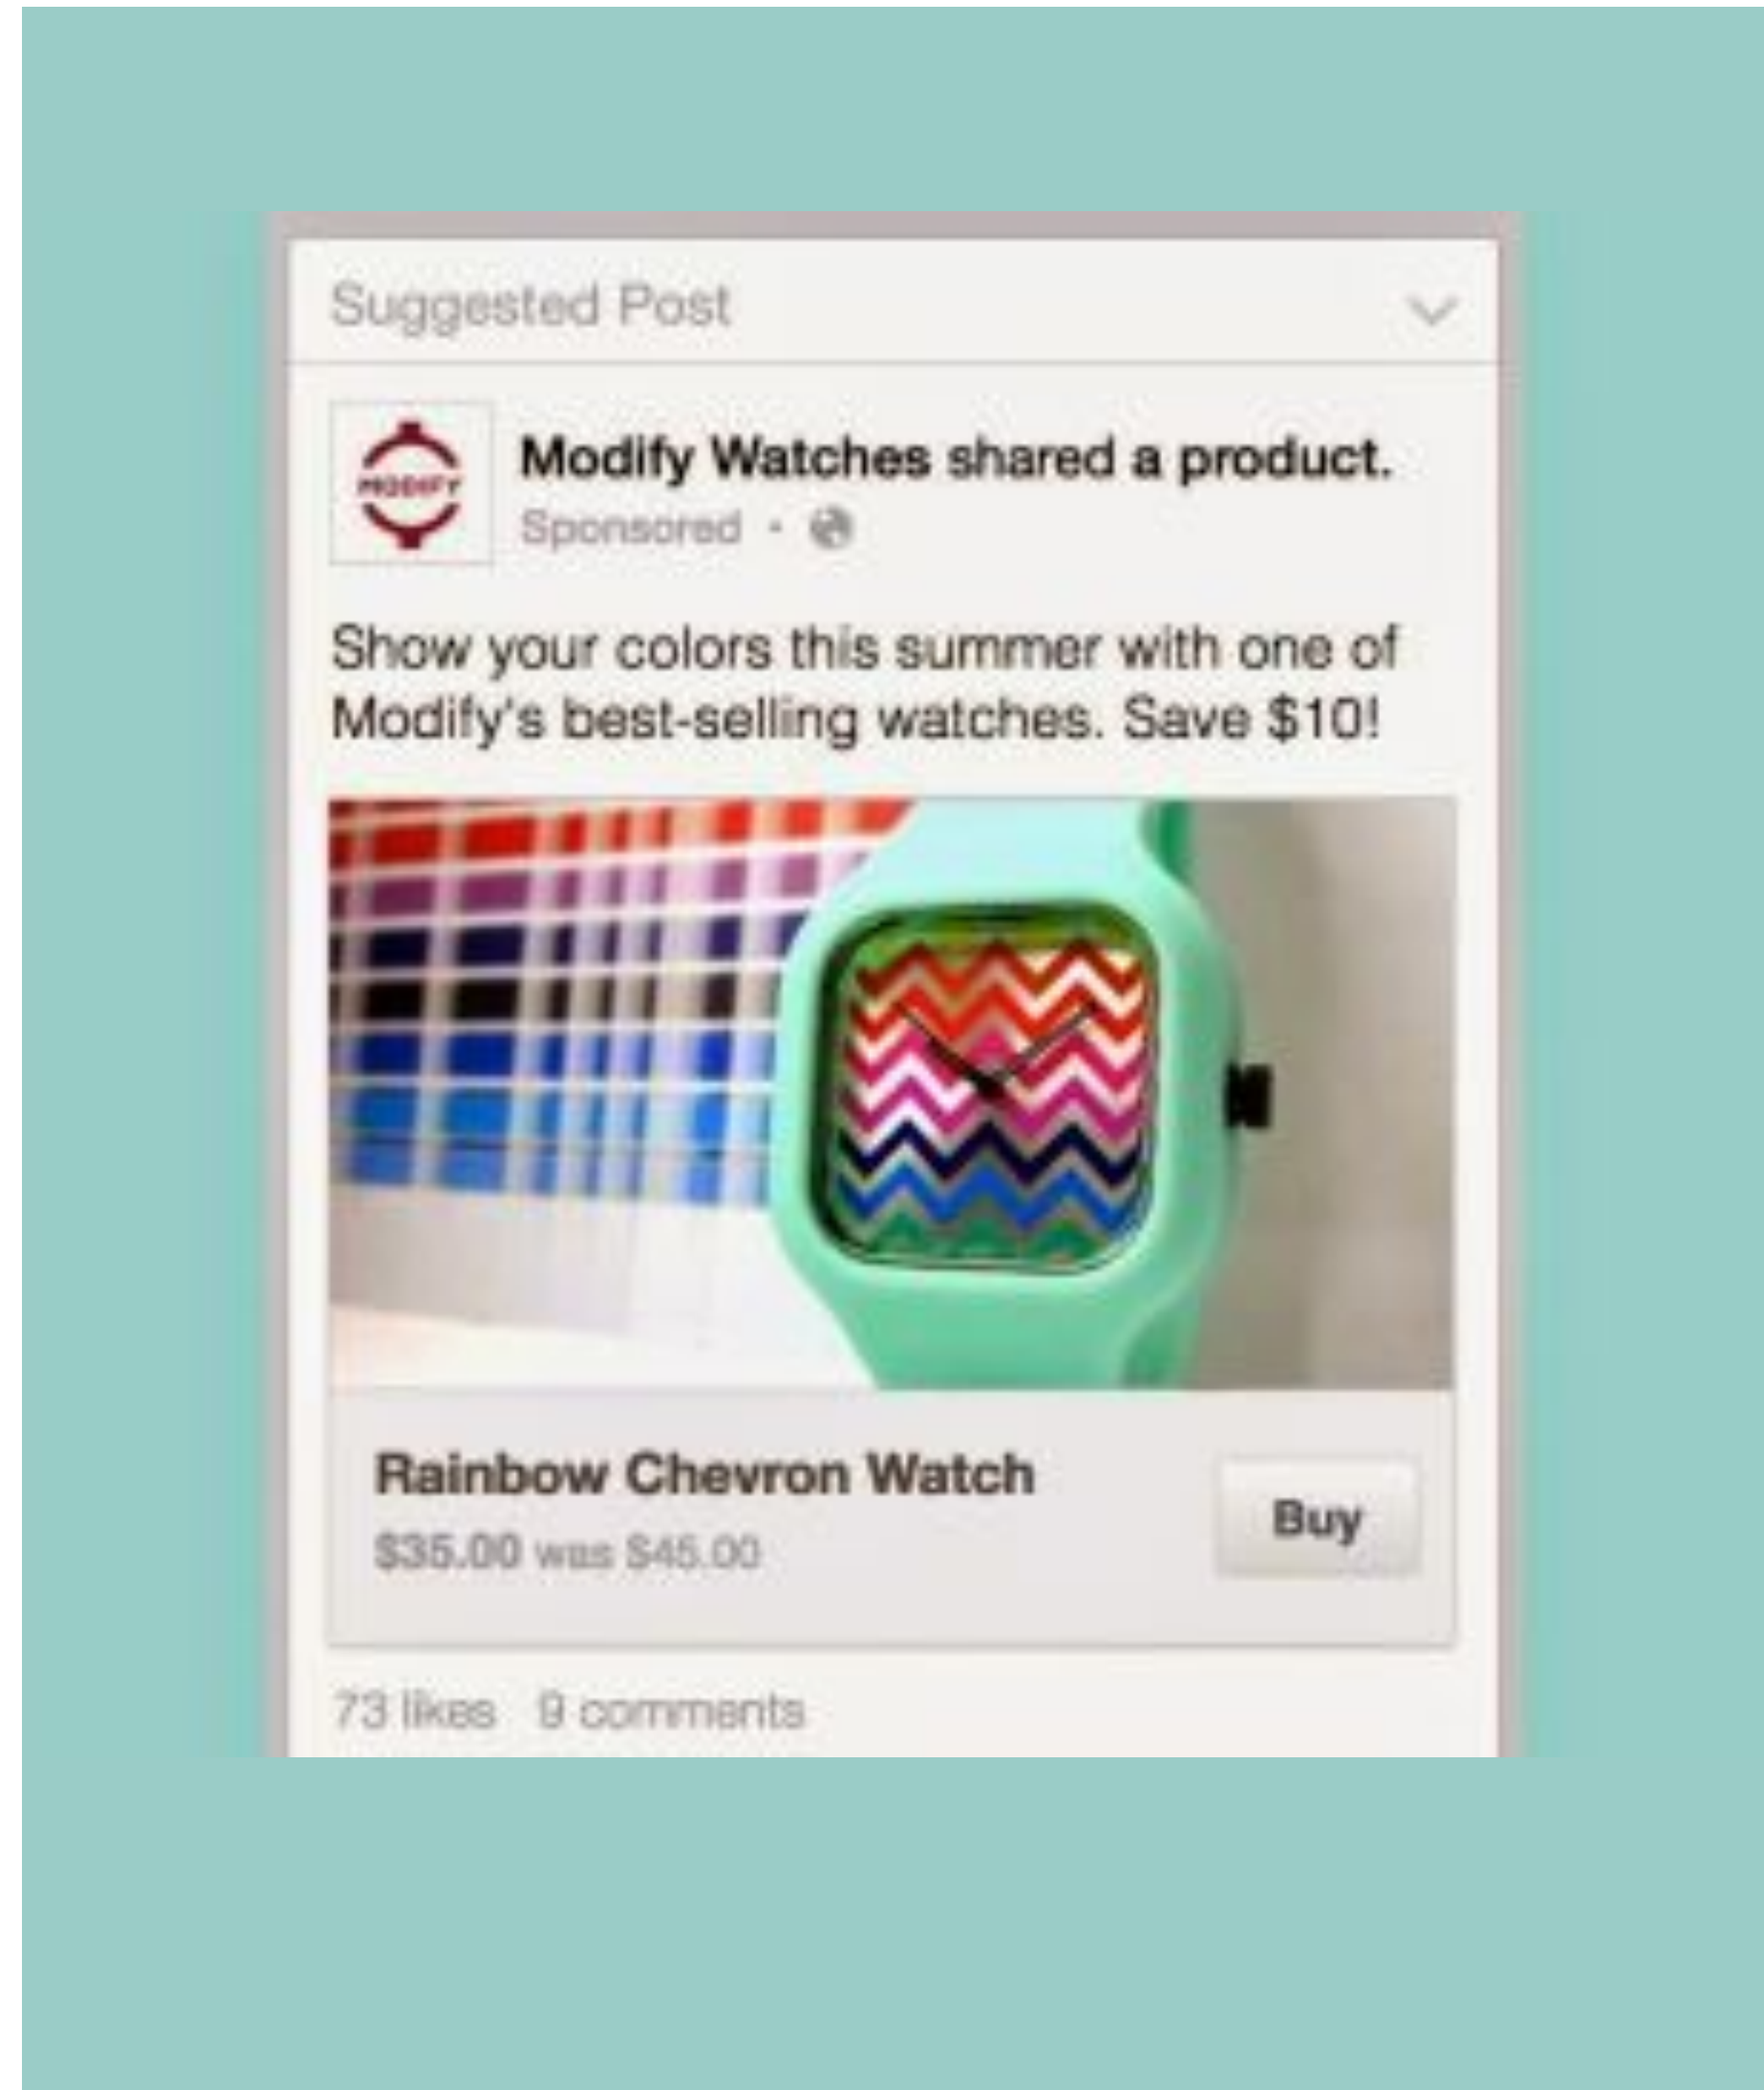 Suggested Post
MODIFY
Modify Watches shared a product.
Sponsored ·
Show your colors this summer with one of
Modify's best-selling watches. Save $10!
Rainbow Chevron Watch
$35.00 was $45.00
Buy
73 likes 9 comments